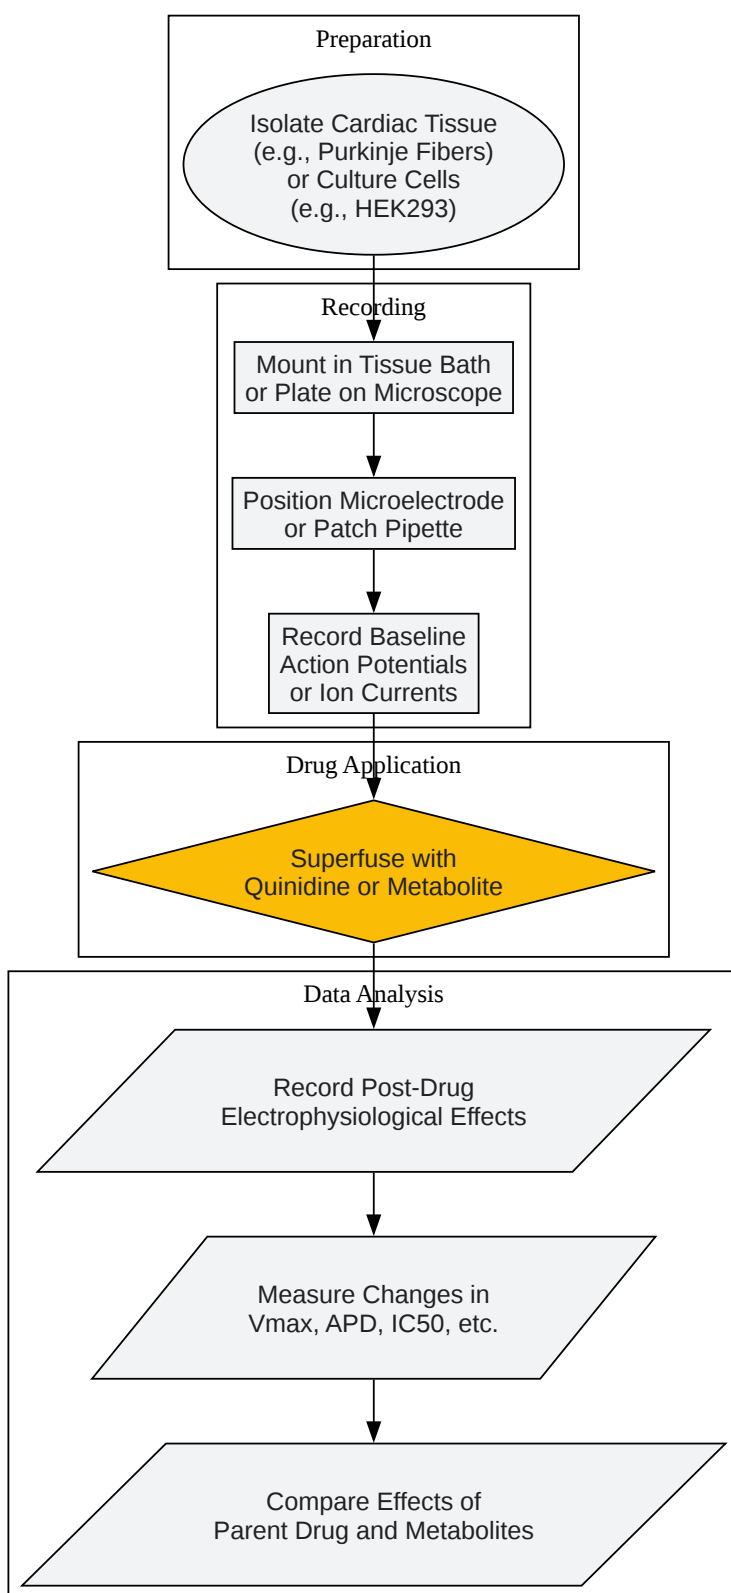 Preparation
Isolate Cardiac Tissue
(e.g., Purkinje Fibers)
or Culture Cells
(e.g., HEK293)
Recording
Mount in Tissue Bath
or Plate on Microscope
Position Microelectrode
or Patch Pipette
Record Baseline
Action Potentials
or Ion Currents
Drug Application
Superfuse with
Quinidine or Metabolite
Data Analysis
Record Post-Drug
Electrophysiological Effects
Measure Changes in
Vmax, APD, IC50, etc.
Compare Effects of
Parent Drug and Metabolites